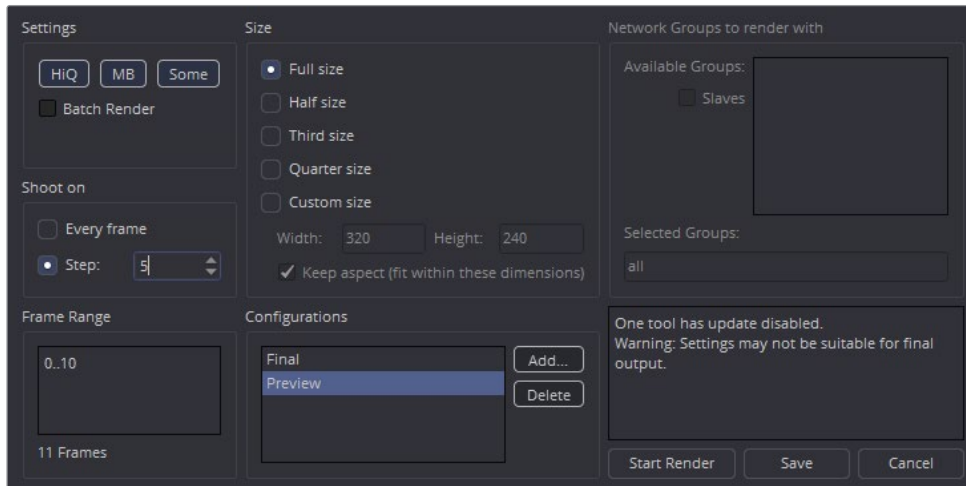 Settings
HiQ MB Some
Batch Render
Shoot on
Every frame
Step: 5
Frame Range
0..10
11 Frames
Size
Full size
Half size
Third size
Quarter size
Custom size
Width: 320 Height: 240
Keep aspect (fit within these dimensions)
Configurations
Final
Preview
Add...
Delete
Network Groups to render with
Available Groups:
Slaves
Selected Groups:
all
One tool has update disabled.
Warning: Settings may not be suitable for final
output.
Start Render Save Cancel